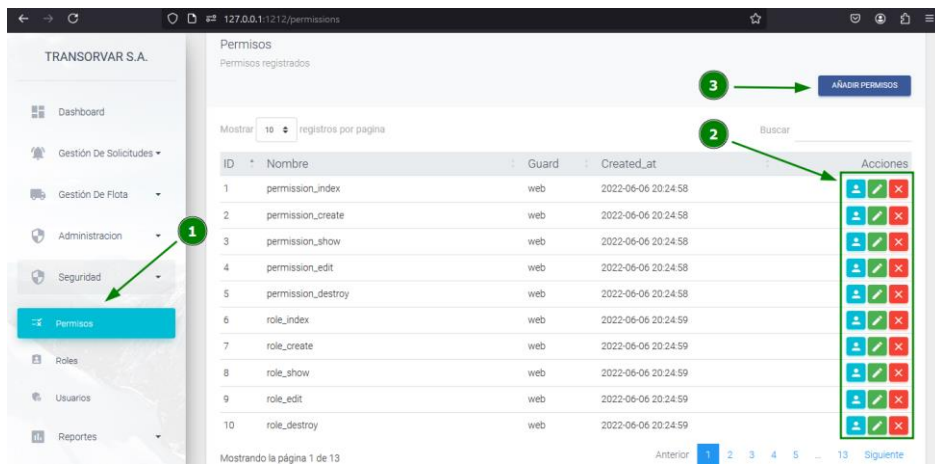 127.0.0.1:1212/permissions
TRANSORVAR S.A.
Dashboard
Gestión De Solicitudes
Gestión De Flota
Administracion
1
Seguridad
Permisos
Roles
Usuarios
Reportes
Permisos
Permisos registrados
3
AÑADIR PERMISOS
Mostrar 10 registros por pagina
2
Buscar
ID Nombre Guard Created_at Acciones
1 permission_index web 2022-06-06 20:24:58
2 permission_create web 2022-06-06 20:24:58
3 permission_show web 2022-06-06 20:24:58
4 permission_edit web 2022-06-06 20:24:58
5 permission_destroy web 2022-06-06 20:24:58
6 role_index web 2022-06-06 20:24:59
7 role_create web 2022-06-06 20:24:59
8 role_show web 2022-06-06 20:24:59
9 role_edit web 2022-06-06 20:24:59
10 role_destroy web 2022-06-06 20:24:59
Mostrando la página 1 de 13
Anterior 1 2 3 4 5 ... 13 Siguiente